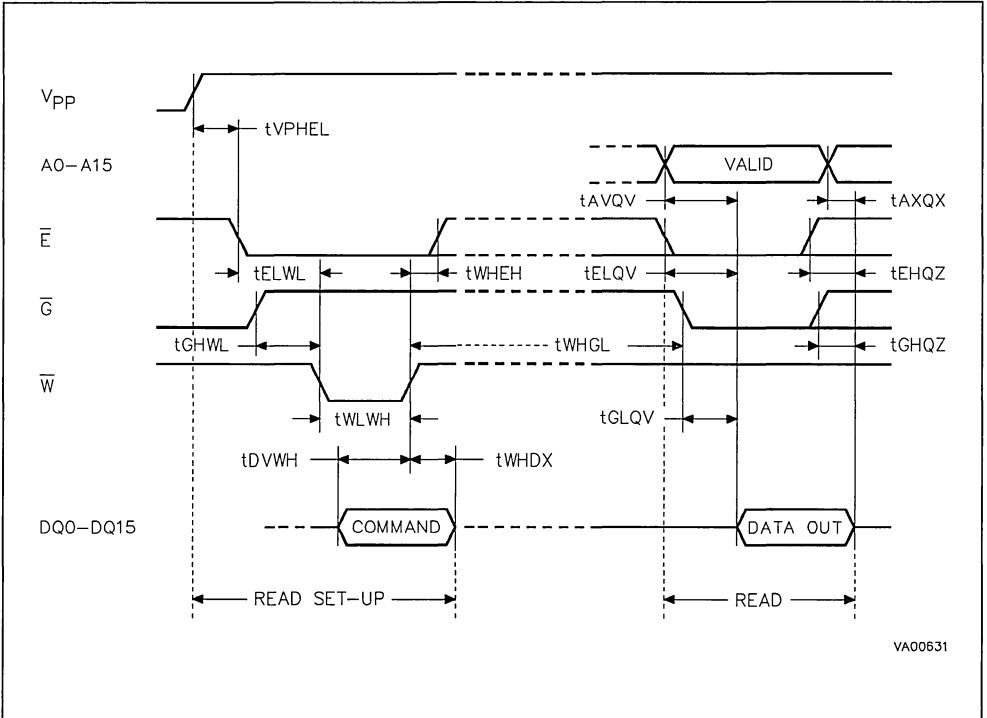 VPP
tVPHEL
A0–A15
VALID
tAVQV
tAXQX
E
tELWL
tWHEH
tELQV
tEHQZ
G
tGHWL
tWHGL
tGHQZ
W
tWLWH
tGLQV
tDVWH
tWHDX
DQ0–DQ15
COMMAND
DATA OUT
READ SET–UP
READ
VA00631